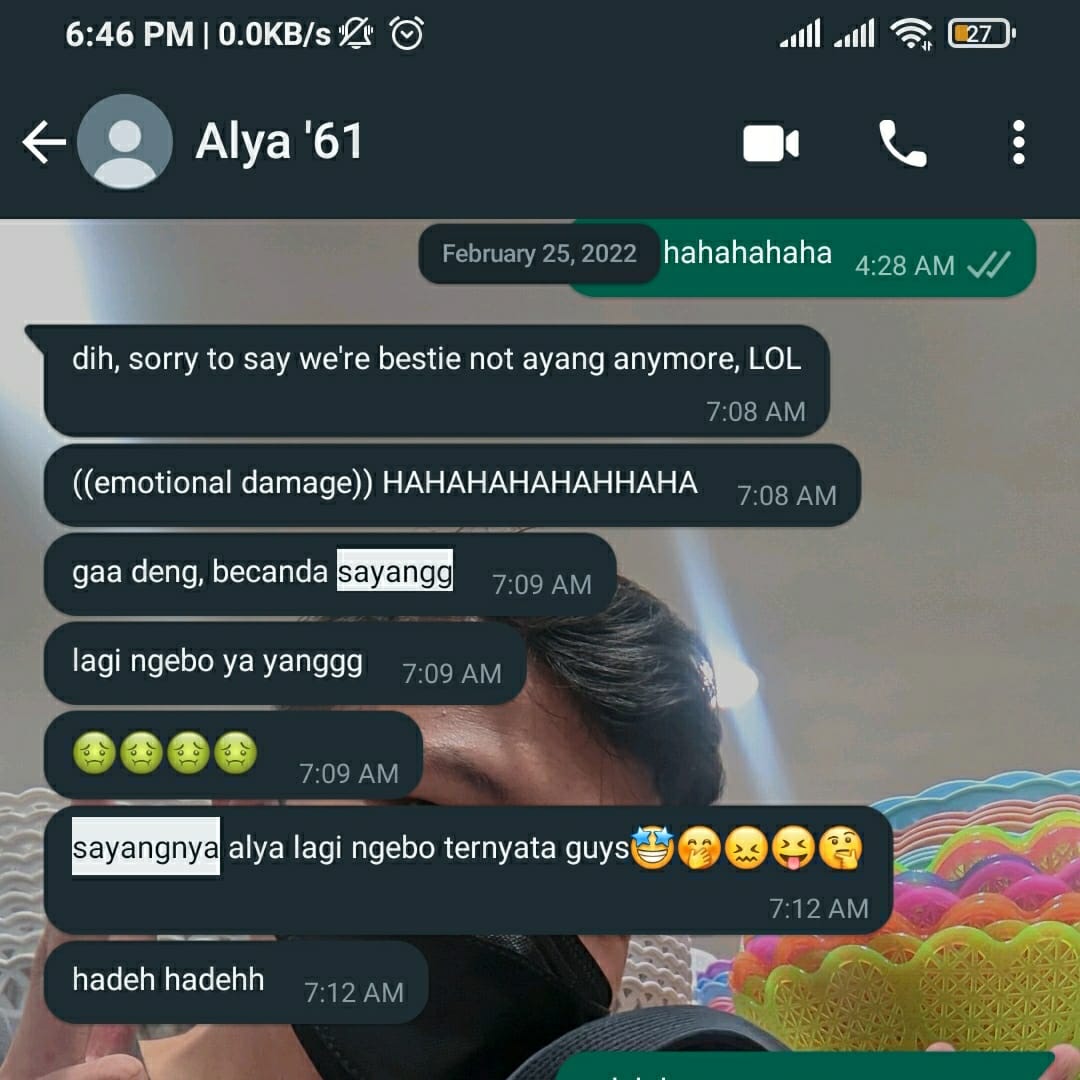 6:46 PM | 0.0KB/s 27
Alya '61
February 25, 2022
hahahahaha 4:28 AM
dih, sorry to say we're bestie not ayang anymore, LOL
7:08 AM
((emotional damage)) HAHAHAHAHAHHAHA 7:08 AM
gaa deng, becanda sayangg 7:09 AM
lagi ngebo ya yanggg 7:09 AM
🤢🤢🤢🤢 7:09 AM
sayangnya alya lagi ngebo ternyata guys🤩🤭😖😝🤔
7:12 AM
hadeh hadehh 7:12 AM